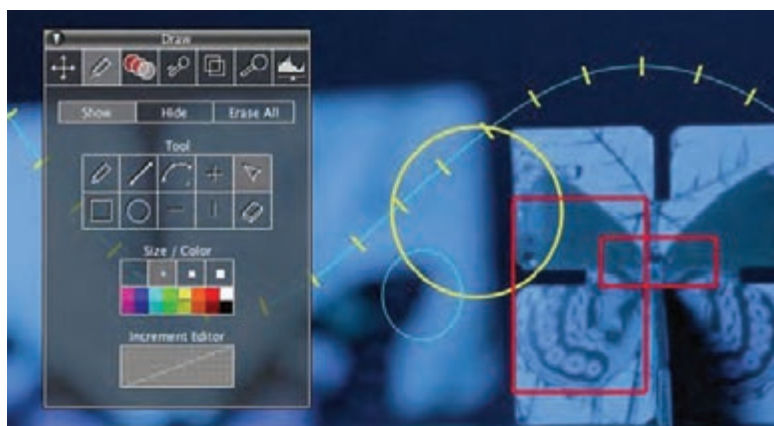 Draw
Show Hide Erase All
Tool
Size / Color
Increment Editor